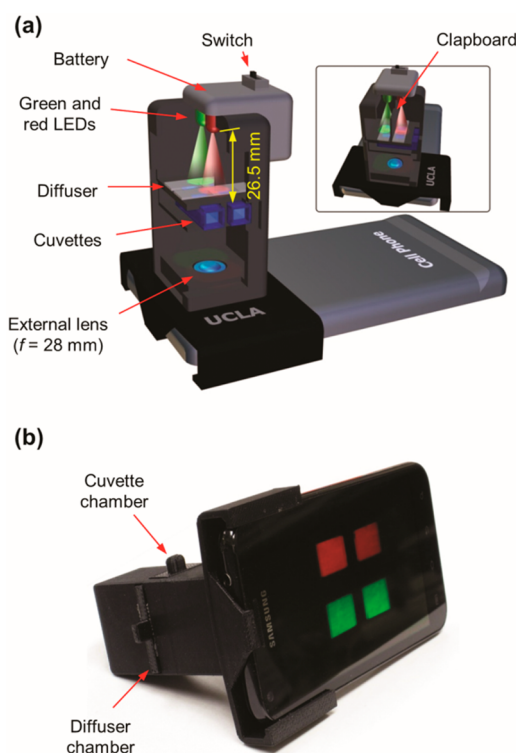 (a)
Switch
Battery
Clapboard
Green and
red LEDs
26.5 mm
Diffuser
UCLA
Cuvettes
Cell Phone
External lens
(f = 28 mm)
UCLA
(b)
Cuvette
chamber
SAMSUNG
Diffuser
chamber